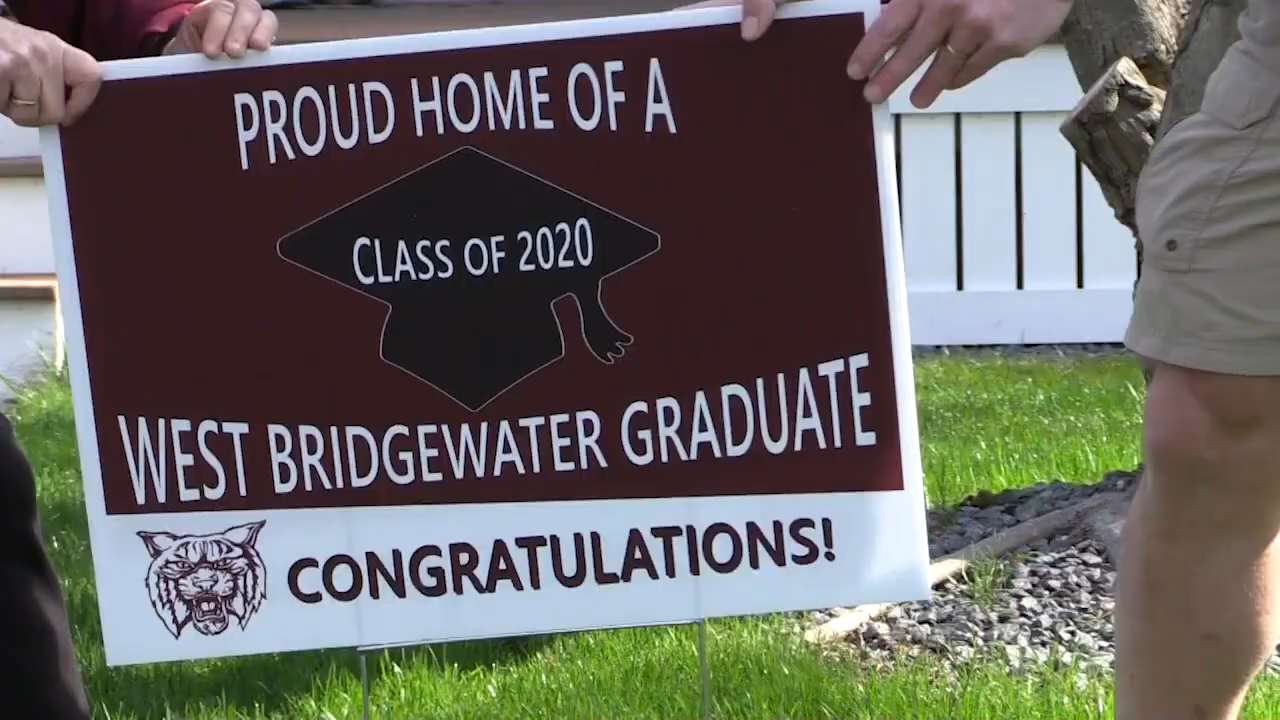 PROUD HOME OF A
CLASS OF 2020
WEST BRIDGEWATER GRADUATE
CONGRATULATIONS!